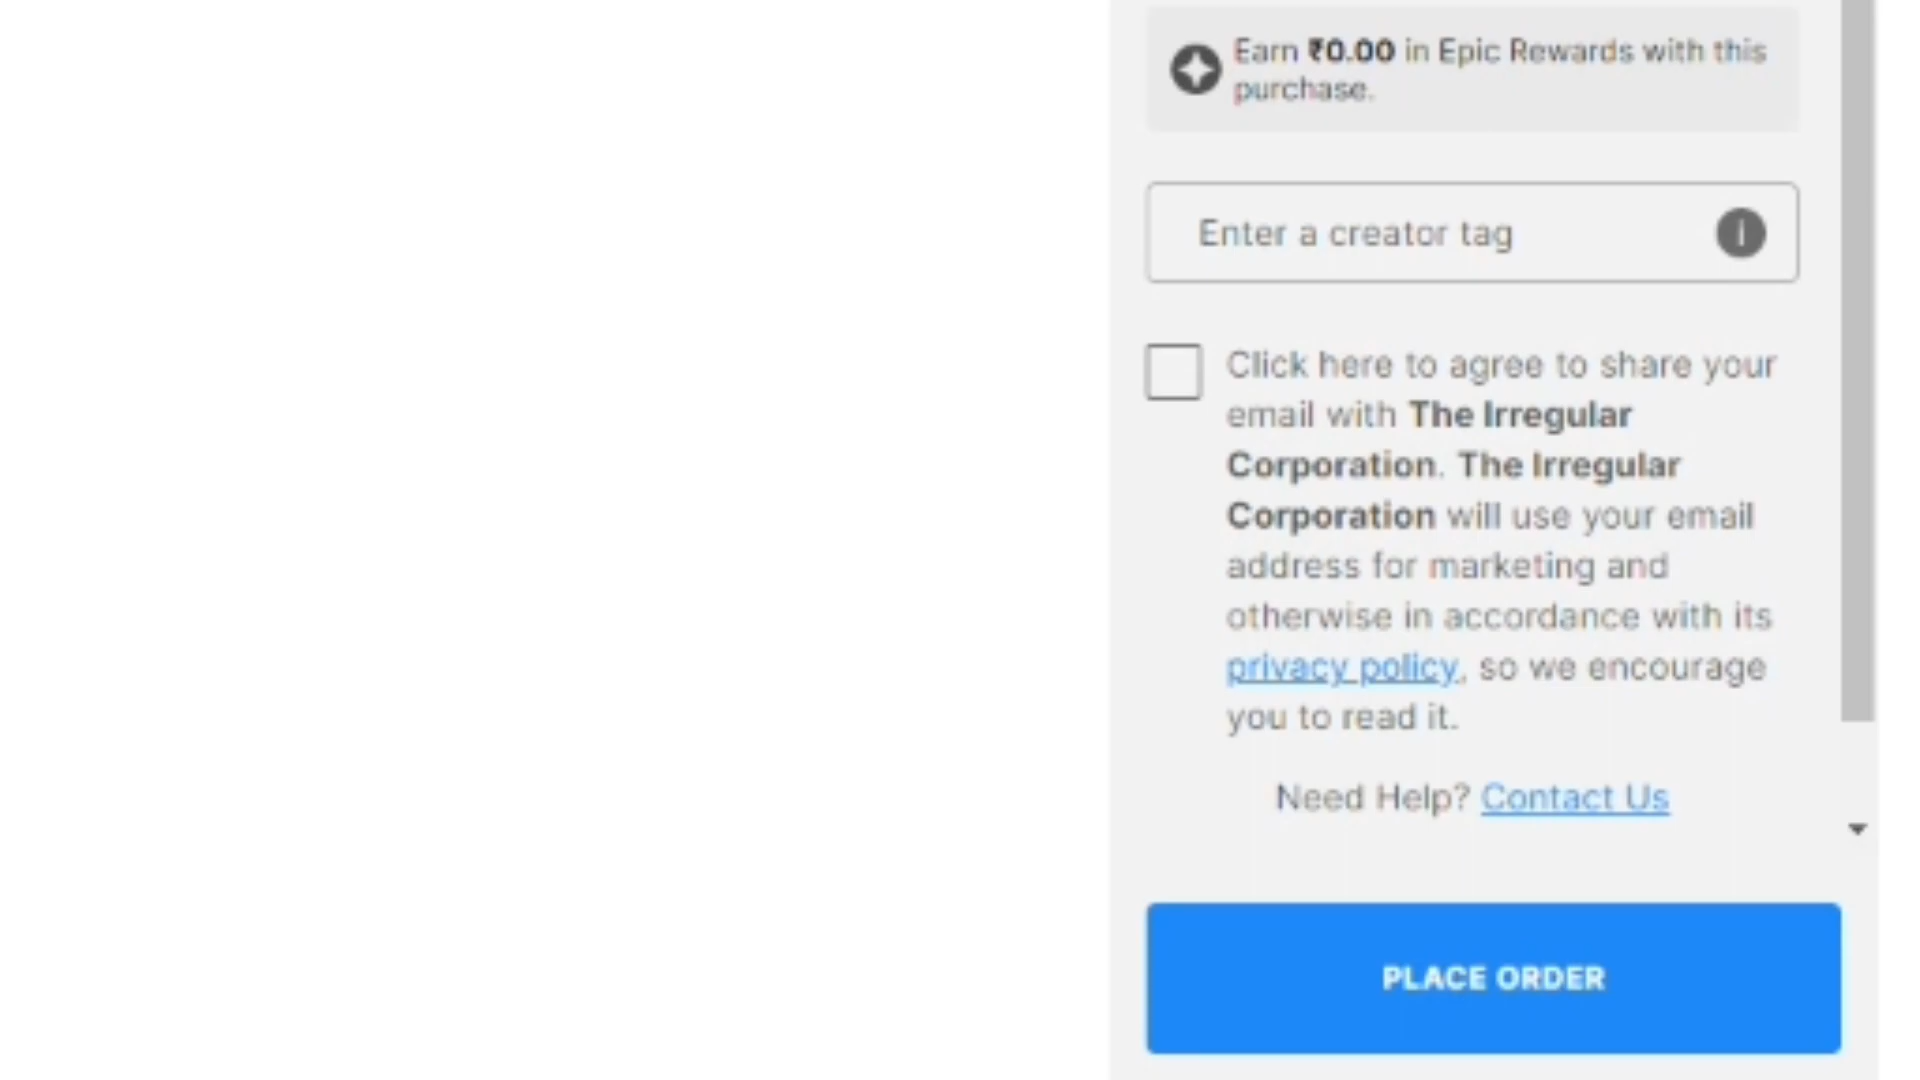 Earn ₹0.00 in Epic Rewards with this
purchase.
Enter a creator tag
Click here to agree to share your
email with The Irregular
Corporation. The Irregular
Corporation will use your email
address for marketing and
otherwise in accordance with its
privacy policy, so we encourage
you to read it.
Need Help? Contact Us
PLACE ORDER